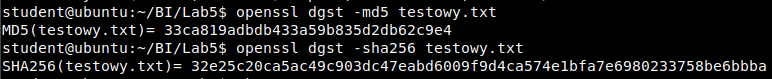 student@ubuntu:~/BI/Lab5$ openssl dgst -md5 testowy.txt
MD5(testowy.txt)= 33ca819adbdb433a59b835d2db62c9e4
student@ubuntu:~/BI/Lab5$ openssl dgst -sha256 testowy.txt
SHA256(testowy.txt)= 32e25c20ca5ac49c903dc47eabd6009f9d4ca574e1bfa7e6980233758be6bbba